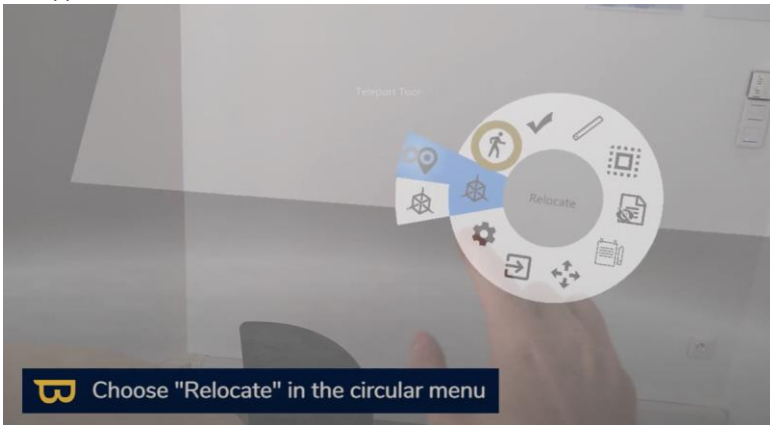 Teleport Tool
Relocate
Choose "Relocate" in the circular menu